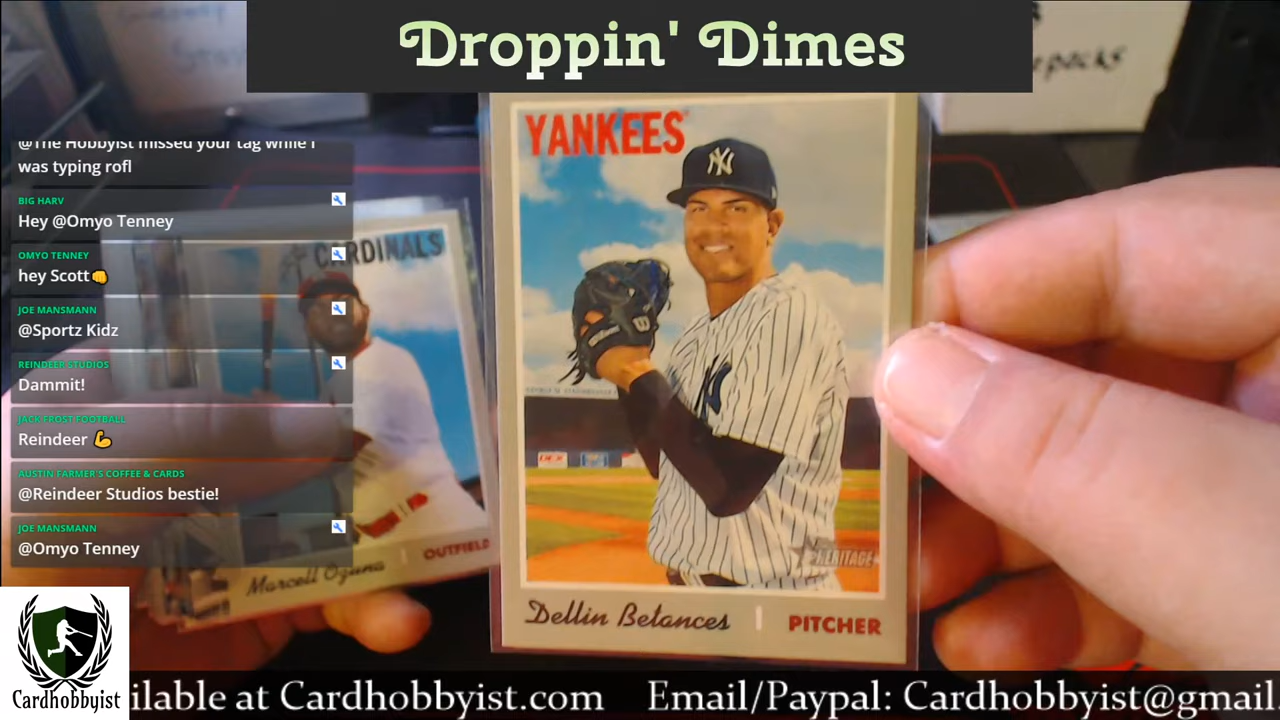 Droppin' Dimes
@The Hobbyist missed your tag while I
was typing rofl
BIG HARV
Hey @Omyo Tenney
OMYO TENNEY
hey Scott👊
JOE MANSMANN
@Sportz Kidz
REINDEER STUDIOS
Dammit!
JACK FROST FOOTBALL
Reindeer 💪
AUSTIN FARMER'S COFFEE & CARDS
@Reindeer Studios bestie!
JOE MANSMANN
@Omyo Tenney
CARDINALS
Marcell Ozuna OUTFIELD
YANKEES
NY
W
NY
HERITAGE
Dellin Betances PITCHER
packs
Cardhobbyist
ilable at Cardhobbyist.com Email/Paypal: Cardhobbyist@gmail.